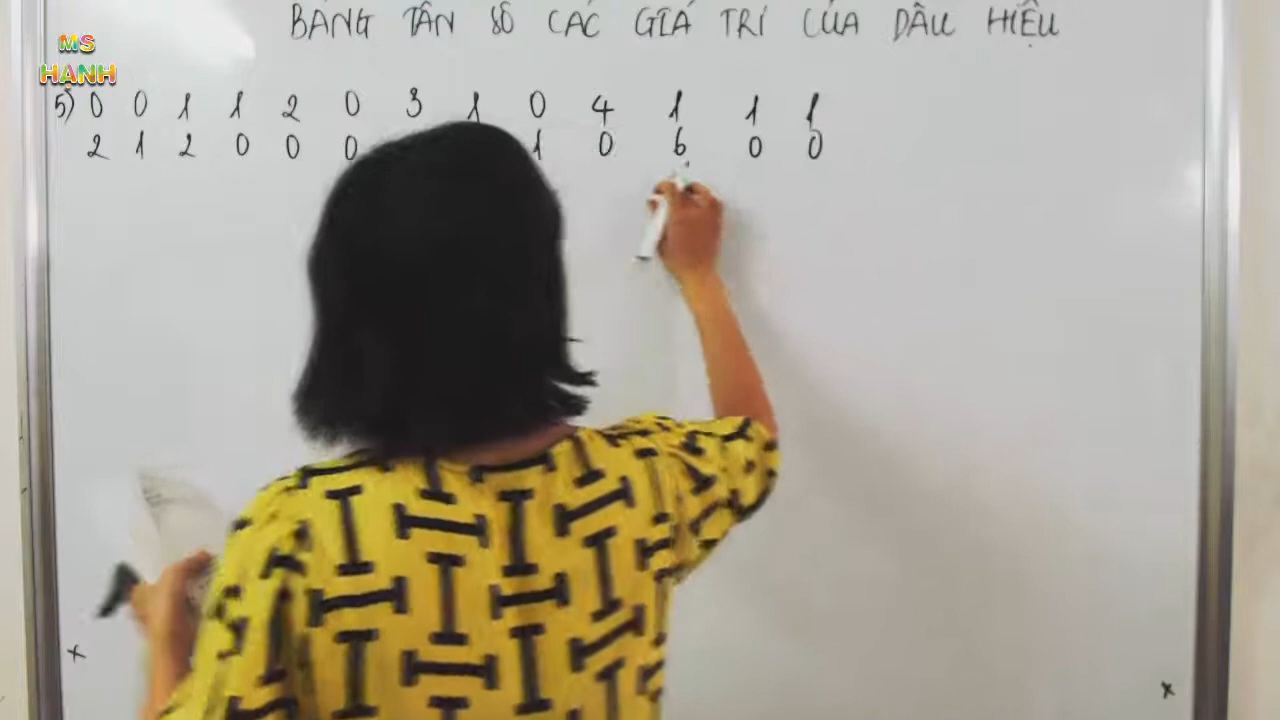 BẢNG TẦN SỐ CÁC GIÁ TRỊ CỦA DẤU HIỆU
MS
HẠNH
5) 0 0 1 1 2 0 3 1 0 4 1 1 1
2 1 2 0 0 0 1 0 6 0 0
x
x